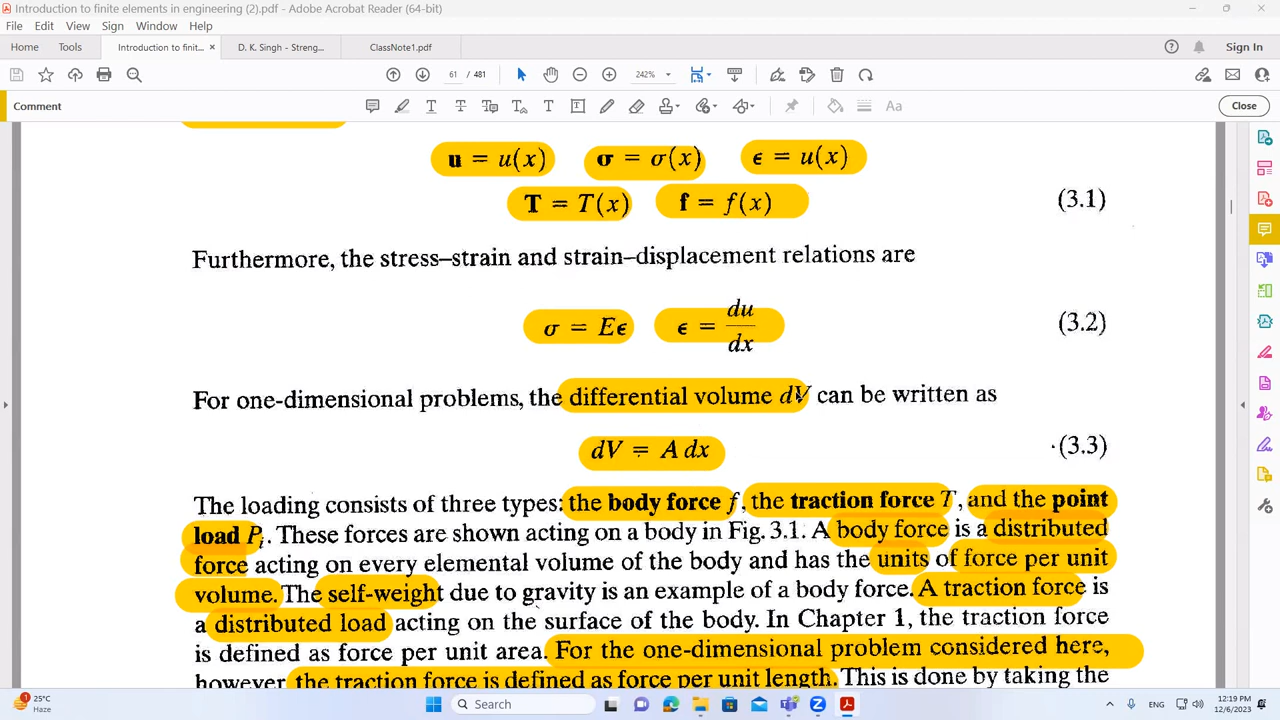 Introduction to finite elements in engineering (2).pdf - Adobe Acrobat Reader (64-bit)
File Edit View Sign Window Help
Home Tools Introduction to finit... × D. K. Singh - Streng... ClassNote1.pdf Sign In
61 / 481 242%
Comment Aa Close
u = u(x) σ = σ(x) ϵ = u(x)
T = T(x) f = f(x) (3.1)
Furthermore, the stress–strain and strain–displacement relations are
σ = Eϵ ϵ = du/dx (3.2)
For one-dimensional problems, the differential volume dV can be written as
dV = A dx (3.3)
The loading consists of three types: the body force f, the traction force T, and the point
load Pi. These forces are shown acting on a body in Fig. 3.1. A body force is a distributed
force acting on every elemental volume of the body and has the units of force per unit
volume. The self-weight due to gravity is an example of a body force. A traction force is
a distributed load acting on the surface of the body. In Chapter 1, the traction force
is defined as force per unit area. For the one-dimensional problem considered here,
however, the traction force is defined as force per unit length. This is done by taking the
25°C
Haze
Search
ENG
12:19 PM
12/6/2023